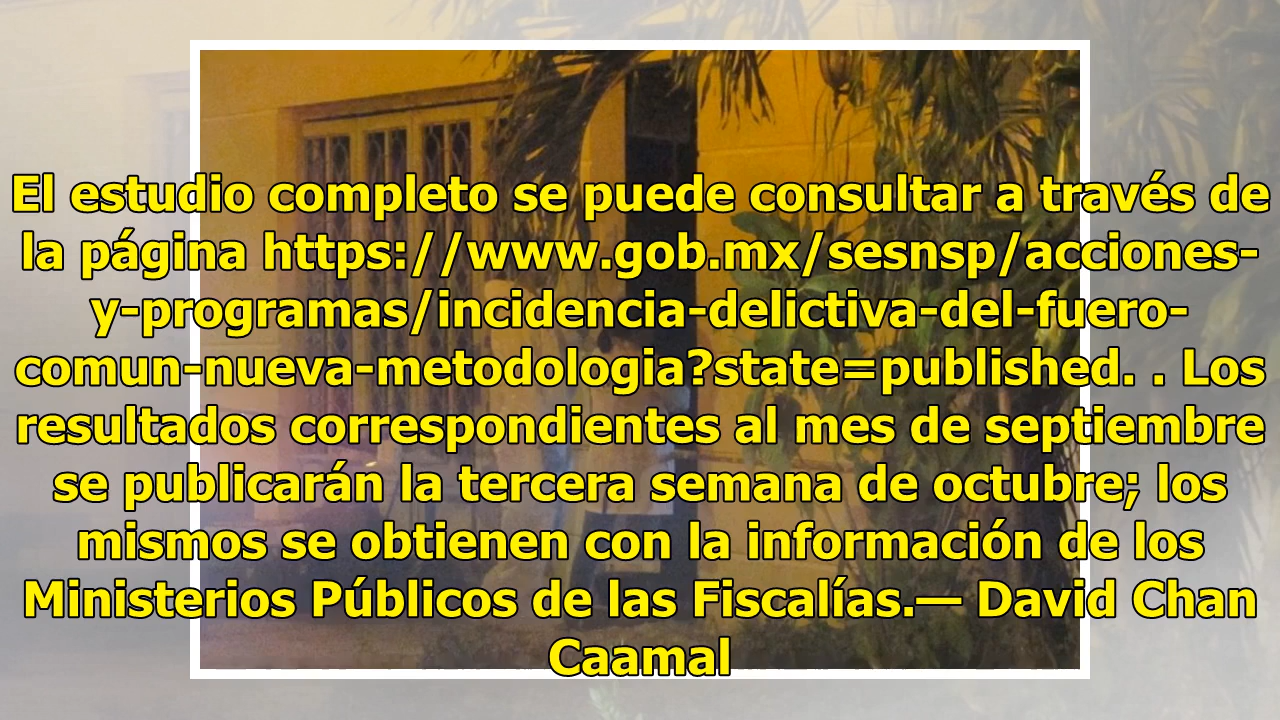 El estudio completo se puede consultar a través de
la página https://www.gob.mx/sesnsp/acciones-
y-programas/incidencia-delictiva-del-fuero-
comun-nueva-metodologia?state=published. . Los
resultados correspondientes al mes de septiembre
se publicarán la tercera semana de octubre; los
mismos se obtienen con la información de los
Ministerios Públicos de las Fiscalías.— David Chan
Caamal